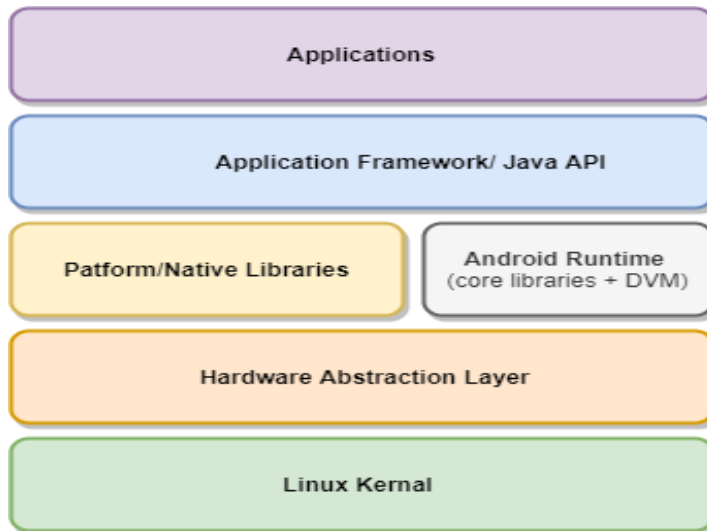 Applications
Application Framework/ Java API
Patform/Native Libraries
Android Runtime
(core libraries + DVM)
Hardware Abstraction Layer
Linux Kernal